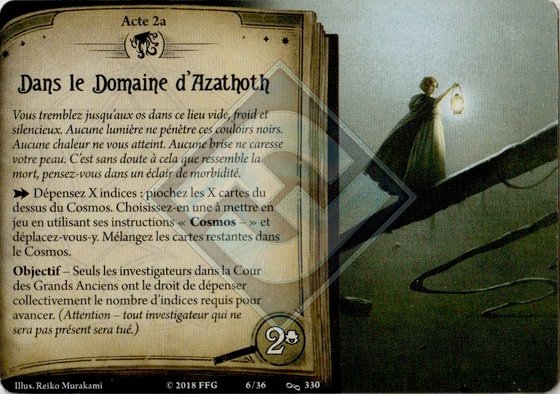 Acte 2a
Dans le Domaine d'Azathoth
Vous tremblez jusqu'aux os dans ce lieu vide, froid et
silencieux. Aucune lumière ne pénètre ces couloirs noirs.
Aucune chaleur ne vous atteint. Aucune brise ne caresse
votre peau. C'est sans doute à cela que ressemble la
mort, pensez-vous dans un éclair de morbidité.
Dépensez X indices : piochez les X cartes du
dessus du Cosmos. Choisissez-en une à mettre en
jeu en utilisant ses instructions « Cosmos – » et
déplacez-vous-y. Mélangez les cartes restantes dans
le Cosmos.
Objectif – Seuls les investigateurs dans la Cour
des Grands Anciens ont le droit de dépenser
collectivement le nombre d'indices requis pour
avancer. (Attention – tout investigateur qui ne
sera pas présent sera tué.)
2
Illus. Reiko Murakami © 2018 FFG 6/36 330